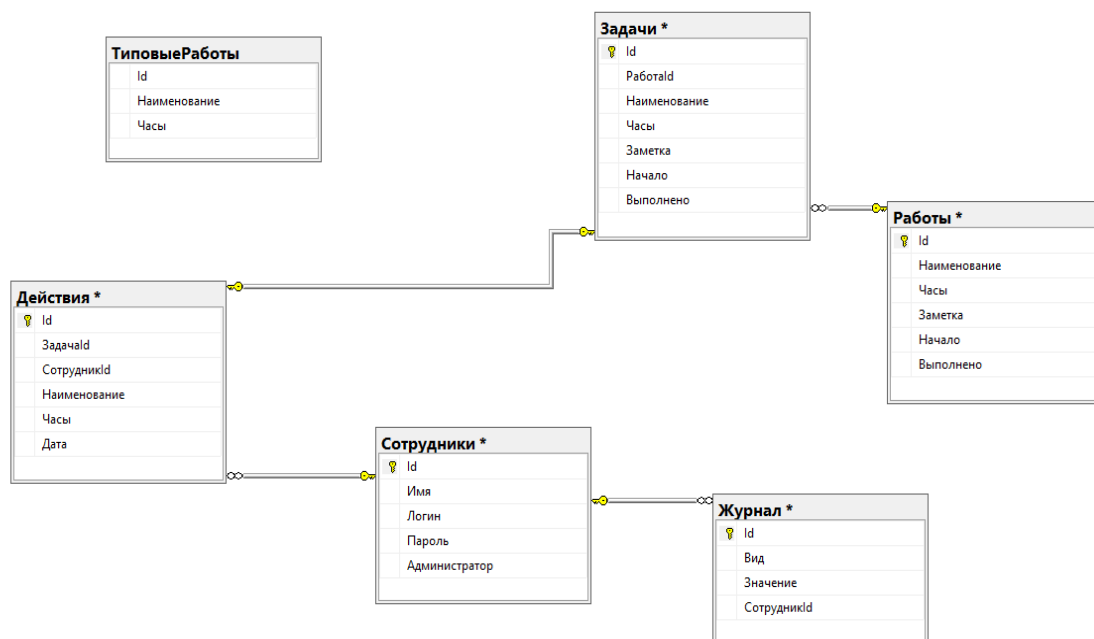 ТиповыеРаботы
Id
Наименование
Часы
Задачи *
Id
РаботаId
Наименование
Часы
Заметка
Начало
Выполнено
Работы *
Id
Наименование
Часы
Заметка
Начало
Выполнено
Действия *
Id
ЗадачаId
СотрудникId
Наименование
Часы
Дата
Сотрудники *
Id
Имя
Логин
Пароль
Администратор
Журнал *
Id
Вид
Значение
СотрудникId